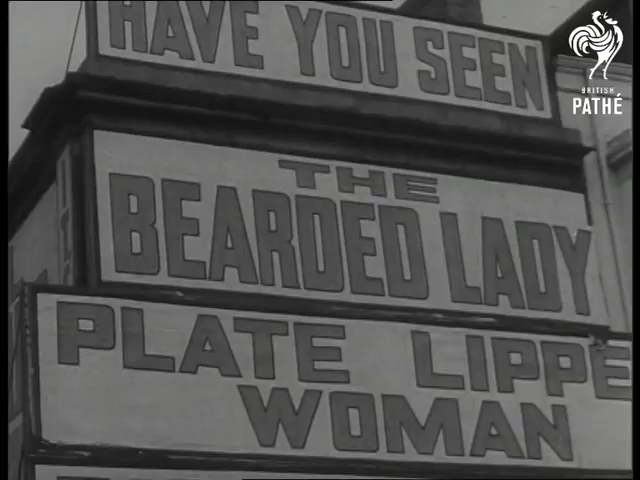 HAVE YOU SEEN
THE
BEARDED LADY
PLATE LIPPE
WOMAN
BRITISH
PATHÉ